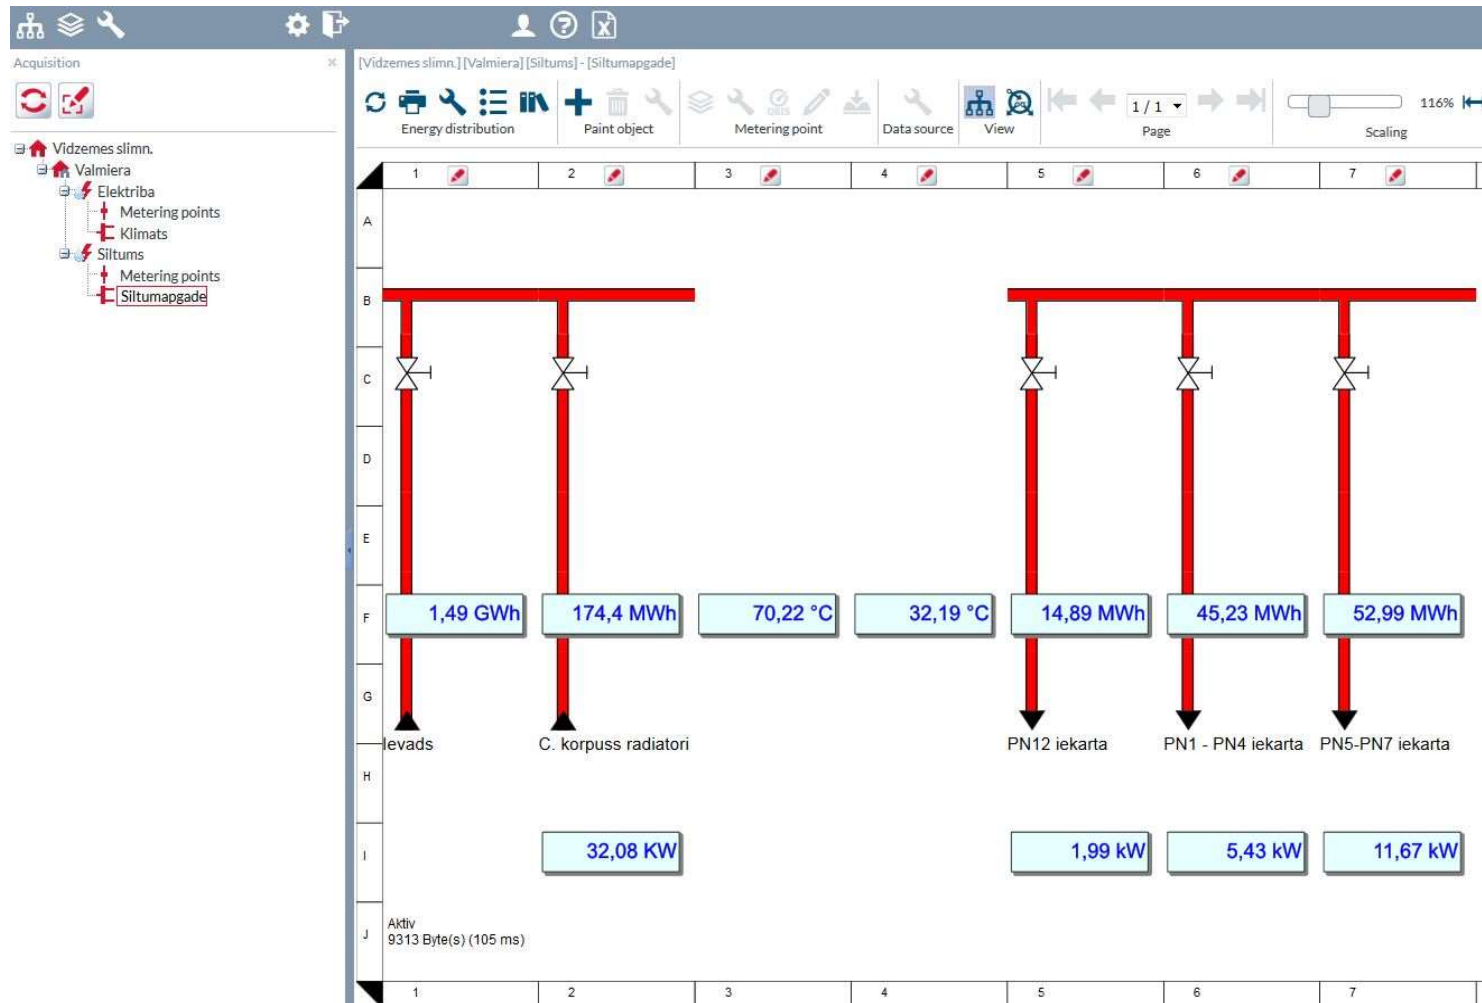 Acquisition
[Vidzemes slimn.] [Valmiera] [Siltums] - [Siltumapgade]
1 / 1
116%
Energy distribution
Paint object
Metering point
Data source
View
Page
Scaling
Vidzemes slimn.
Valmiera
Elektriba
Metering points
Klimats
Siltums
Metering points
Siltumapgade
1 2 3 4 5 6 7
A
B
C
D
E
F
1,49 GWh 174,4 MWh 70,22 °C 32,19 °C 14,89 MWh 45,23 MWh 52,99 MWh
G
Ievads C. korpuss radiatori PN12 iekarta PN1 - PN4 iekarta PN5-PN7 iekarta
H
I
32,08 KW 1,99 kW 5,43 kW 11,67 kW
J
Aktiv
9313 Byte(s) (105 ms)
1 2 3 4 5 6 7